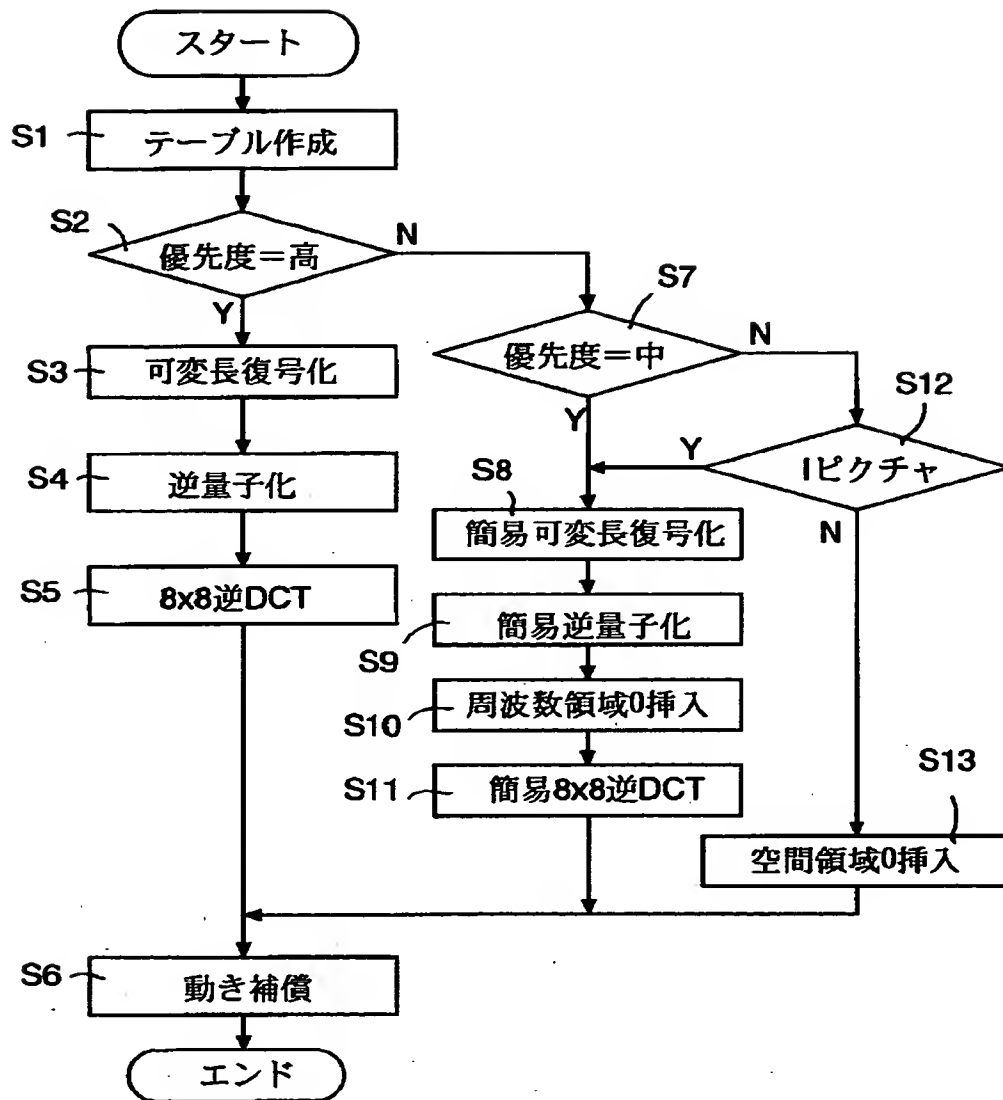 スタート
S1
テーブル作成
S2
優先度=高
N
Y
S7
優先度=中
N
Y
S12
Iピクチャ
Y
N
S3
可変長復号化
S4
逆量子化
S5
8x8逆DCT
S8
簡易可変長復号化
S9
簡易逆量子化
S10
周波数領域0挿入
S11
簡易8x8逆DCT
S13
空間領域0挿入
S6
動き補償
エンド